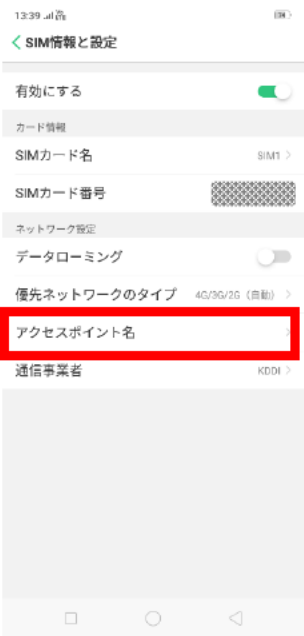 13:39
SIM情報と設定
有効にする
カード情報
SIMカード名 SIM1
SIMカード番号
ネットワーク設定
データローミング
優先ネットワークのタイプ 4G/3G/2G（自動）
アクセスポイント名
通信事業者 KDDI